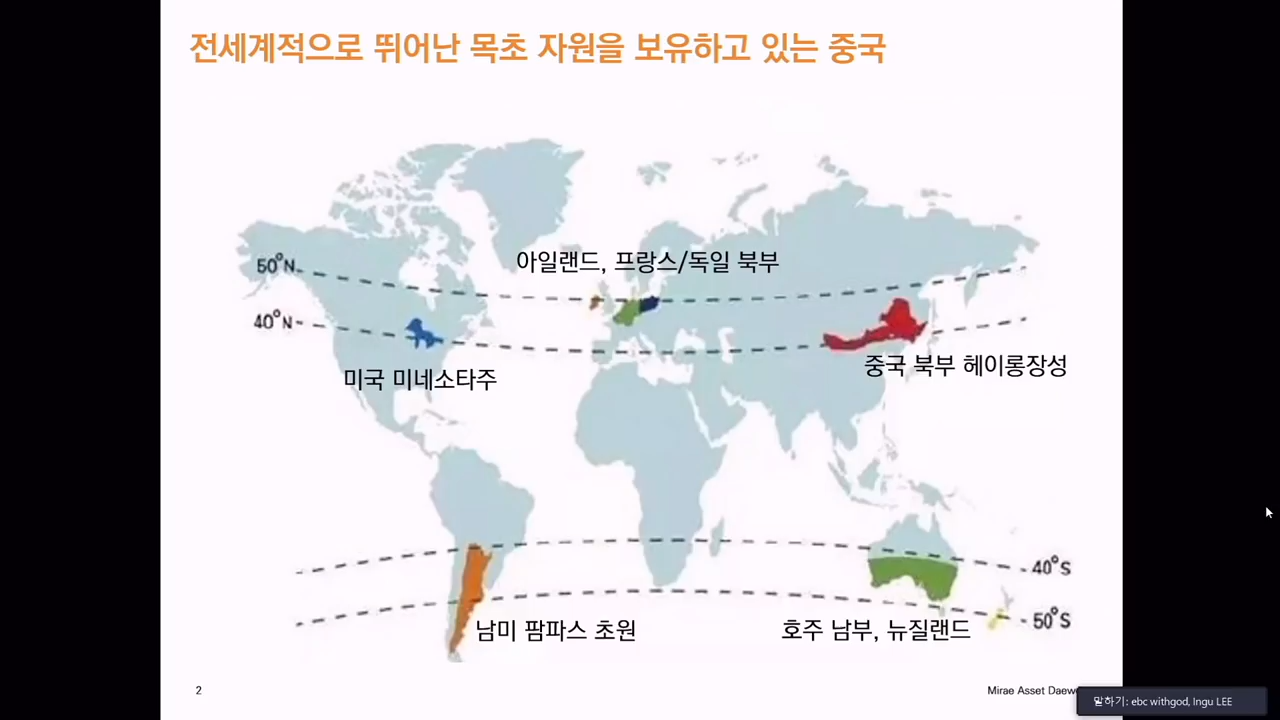 전세계적으로 뛰어난 목초 자원을 보유하고 있는 중국
아일랜드, 프랑스/독일 북부
50°N
40°N
미국 미네소타주
중국 북부 헤이룽장성
40°S
50°S
남미 팜파스 초원
호주 남부, 뉴질랜드
2
Mirae Asset Daew
말하기: ebc withgod, Ingu LEE